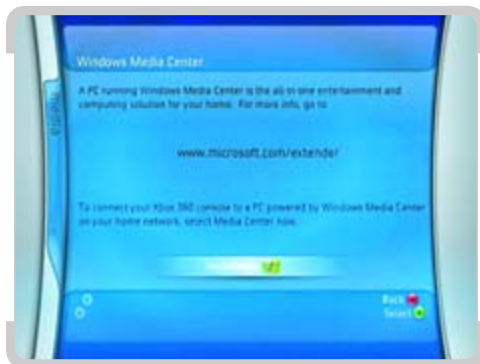 Windows Media Center
media
A PC running Windows Media Center is the all-in-one entertainment and
computing solution for your home. For more info, go to
www.microsoft.com/extender
To connect your Xbox 360 console to a PC powered by Windows Media Center
on your home network, select Media Center now.
Back
Select